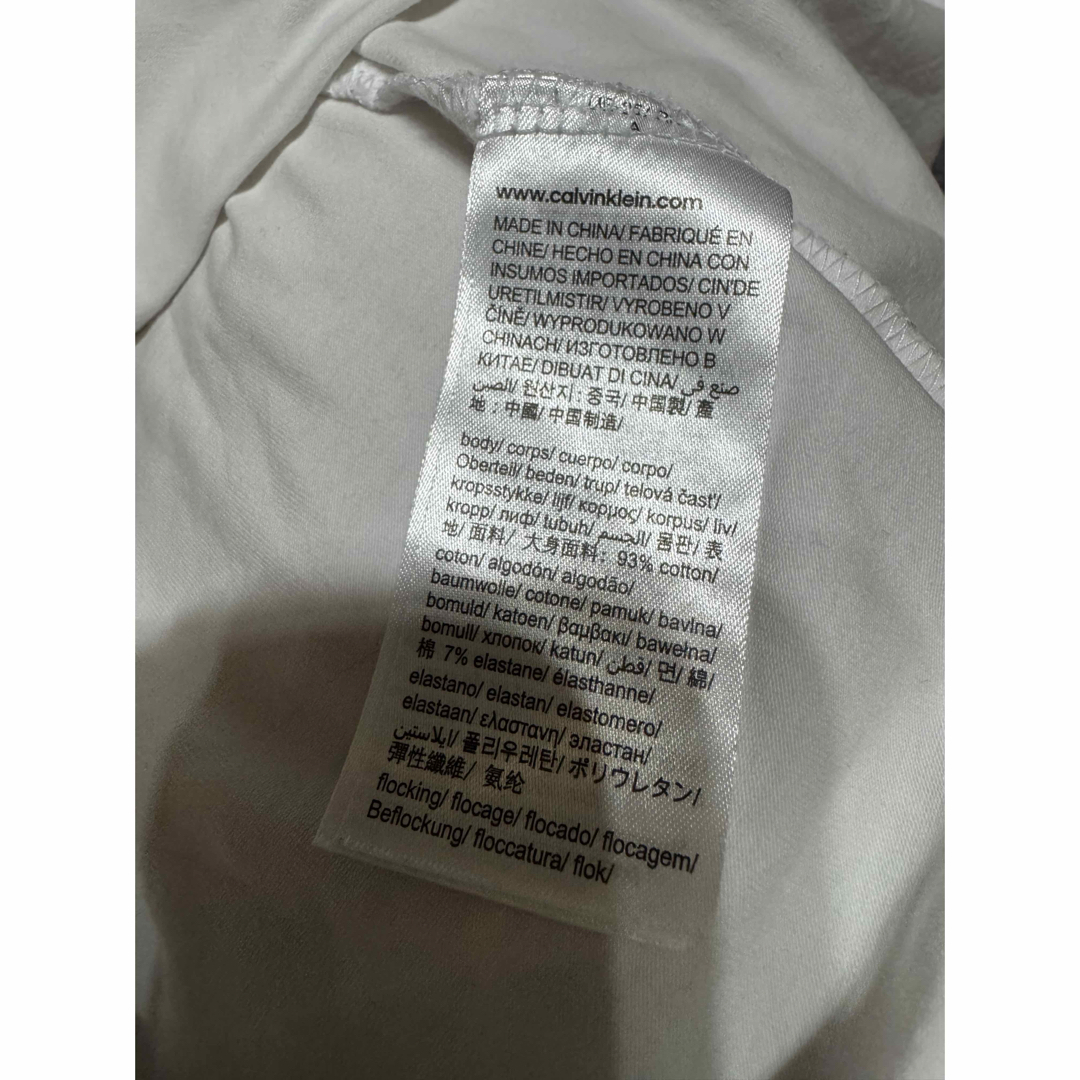 www.calvinklein.com
MADE IN CHINA/ FABRIQUÉ EN
CHINE/ HECHO EN CHINA CON
INSUMOS IMPORTADOS/ CIN'DE
URETILMISTIR/ VYROBENO V
ČÍNĚ/ WYPRODUKOWANO W
CHINACH/ ИЗГОТОВЛЕНО В
КИТАЕ/ DIBUAT DI CINA/ صنع في
الصين/ 원산지: 중국/ 中国製/ 產
地：中國/ 中国制造/
body/ corps/ cuerpo/ corpo/
Oberteil/ beden/ trup/ telová časť/
kropsstykke/ lijf/ κορμος/ korpus/ liv/
kropp/ лиф/ tubuh/ الجسم/ 몸판/ 表
地/ 面料/ 大身面料: 93% cotton/
coton/ algodón/ algodão/
baumwolle/ cotone/ pamuk/ bavlna/
bomuld/ katoen/ βαμβακι/ bawełna/
bomull/ хлопок/ katun/ قطن/ 면/ 綿/
棉 7% elastane/ élasthanne/
elastano/ elastan/ elastomero/
elastaan/ ελαστανη/ эластан/
ايلاستين/ 폴리우레탄/ ポリウレタン/
彈性纖維/ 氨纶
flocking/ flocage/ flocado/ flocagem/
Beflockung/ floccatura/ flok/